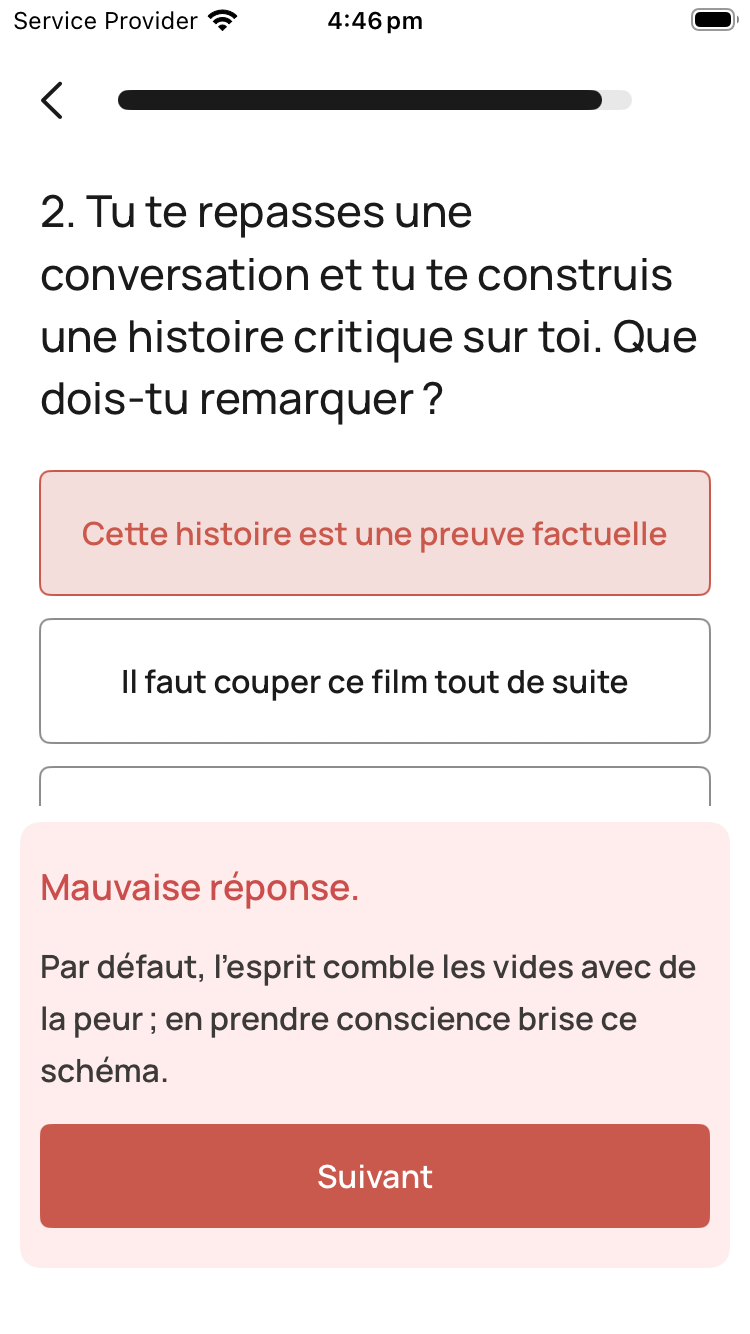 Service Provider 4:46 pm
2. Tu te repasses une
conversation et tu te construis
une histoire critique sur toi. Que
dois-tu remarquer ?
Cette histoire est une preuve factuelle
Il faut couper ce film tout de suite
Mauvaise réponse.
Par défaut, l’esprit comble les vides avec de
la peur ; en prendre conscience brise ce
schéma.
Suivant